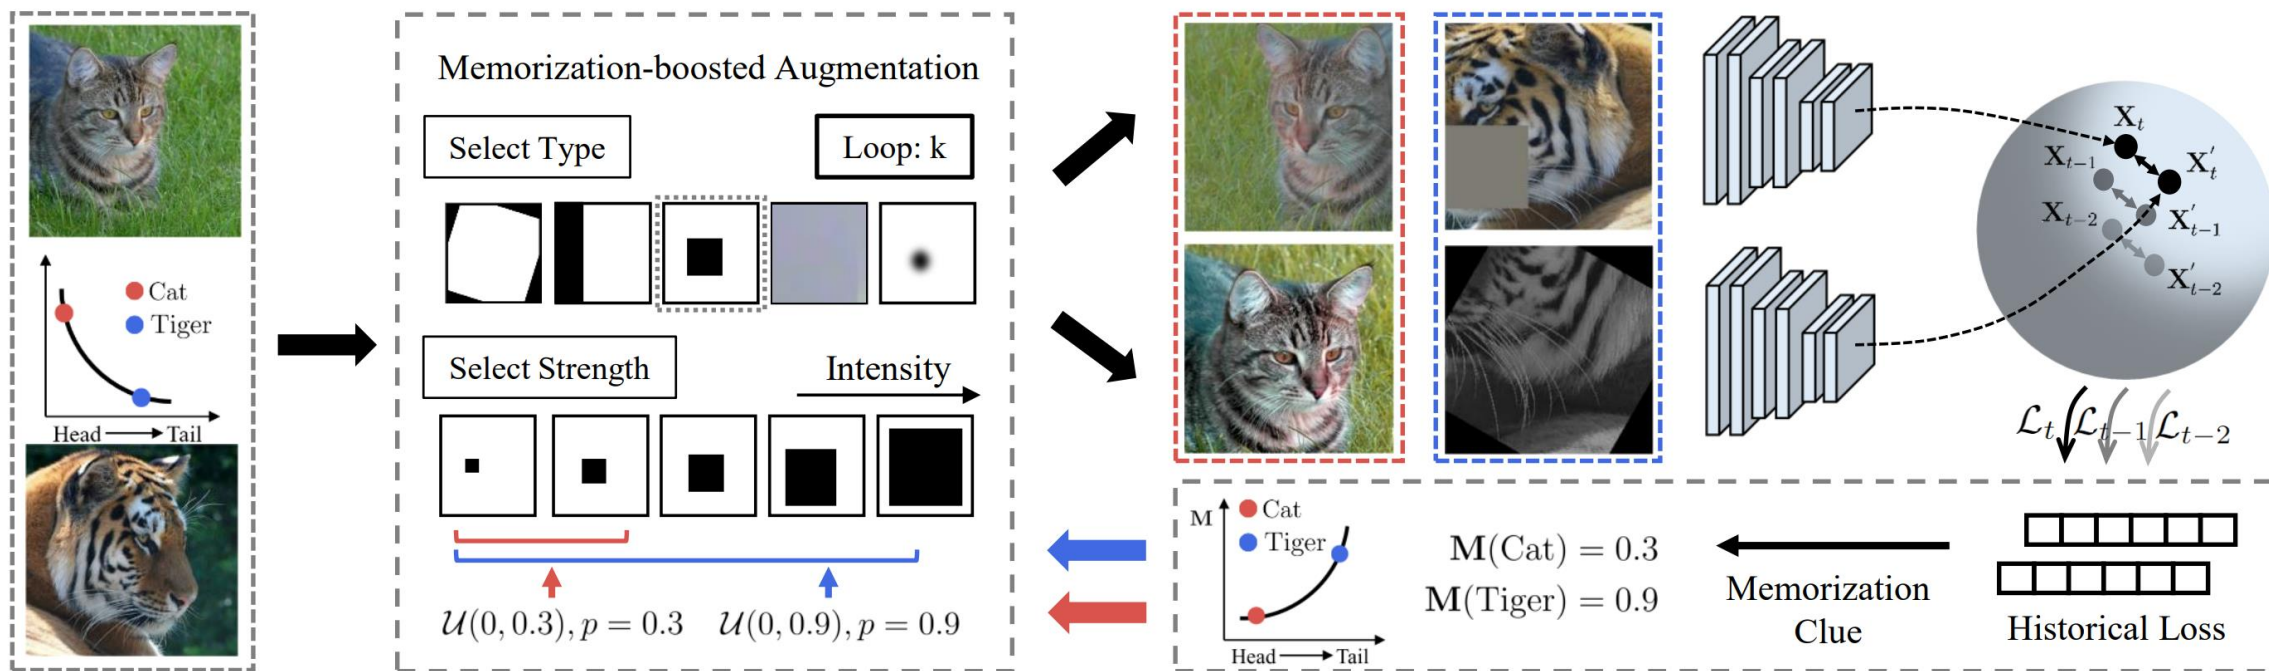 Cat
Tiger
Head
Tail
Memorization-boosted Augmentation
Select Type
Loop: k
Select Strength
Intensity
𝒰(0, 0.3), p = 0.3
𝒰(0, 0.9), p = 0.9
X_t
X_{t−1}
X'_t
X_{t−2}
X'_{t−1}
X'_{t−2}
ℒ_t
ℒ_{t−1}
ℒ_{t−2}
M
Cat
Tiger
Head
Tail
M(Cat) = 0.3
M(Tiger) = 0.9
Memorization
Clue
Historical Loss